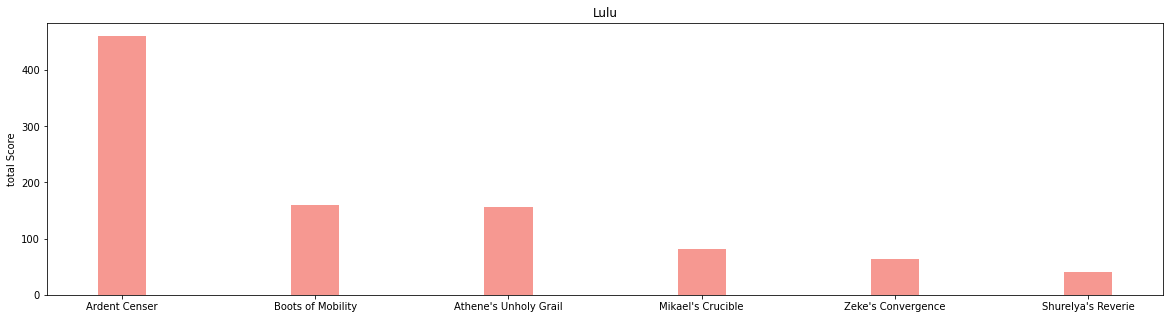 Lulu
total Score
400
300
200
100
0
Ardent Censer
Boots of Mobility
Athene's Unholy Grail
Mikael's Crucible
Zeke's Convergence
Shurelya's Reverie